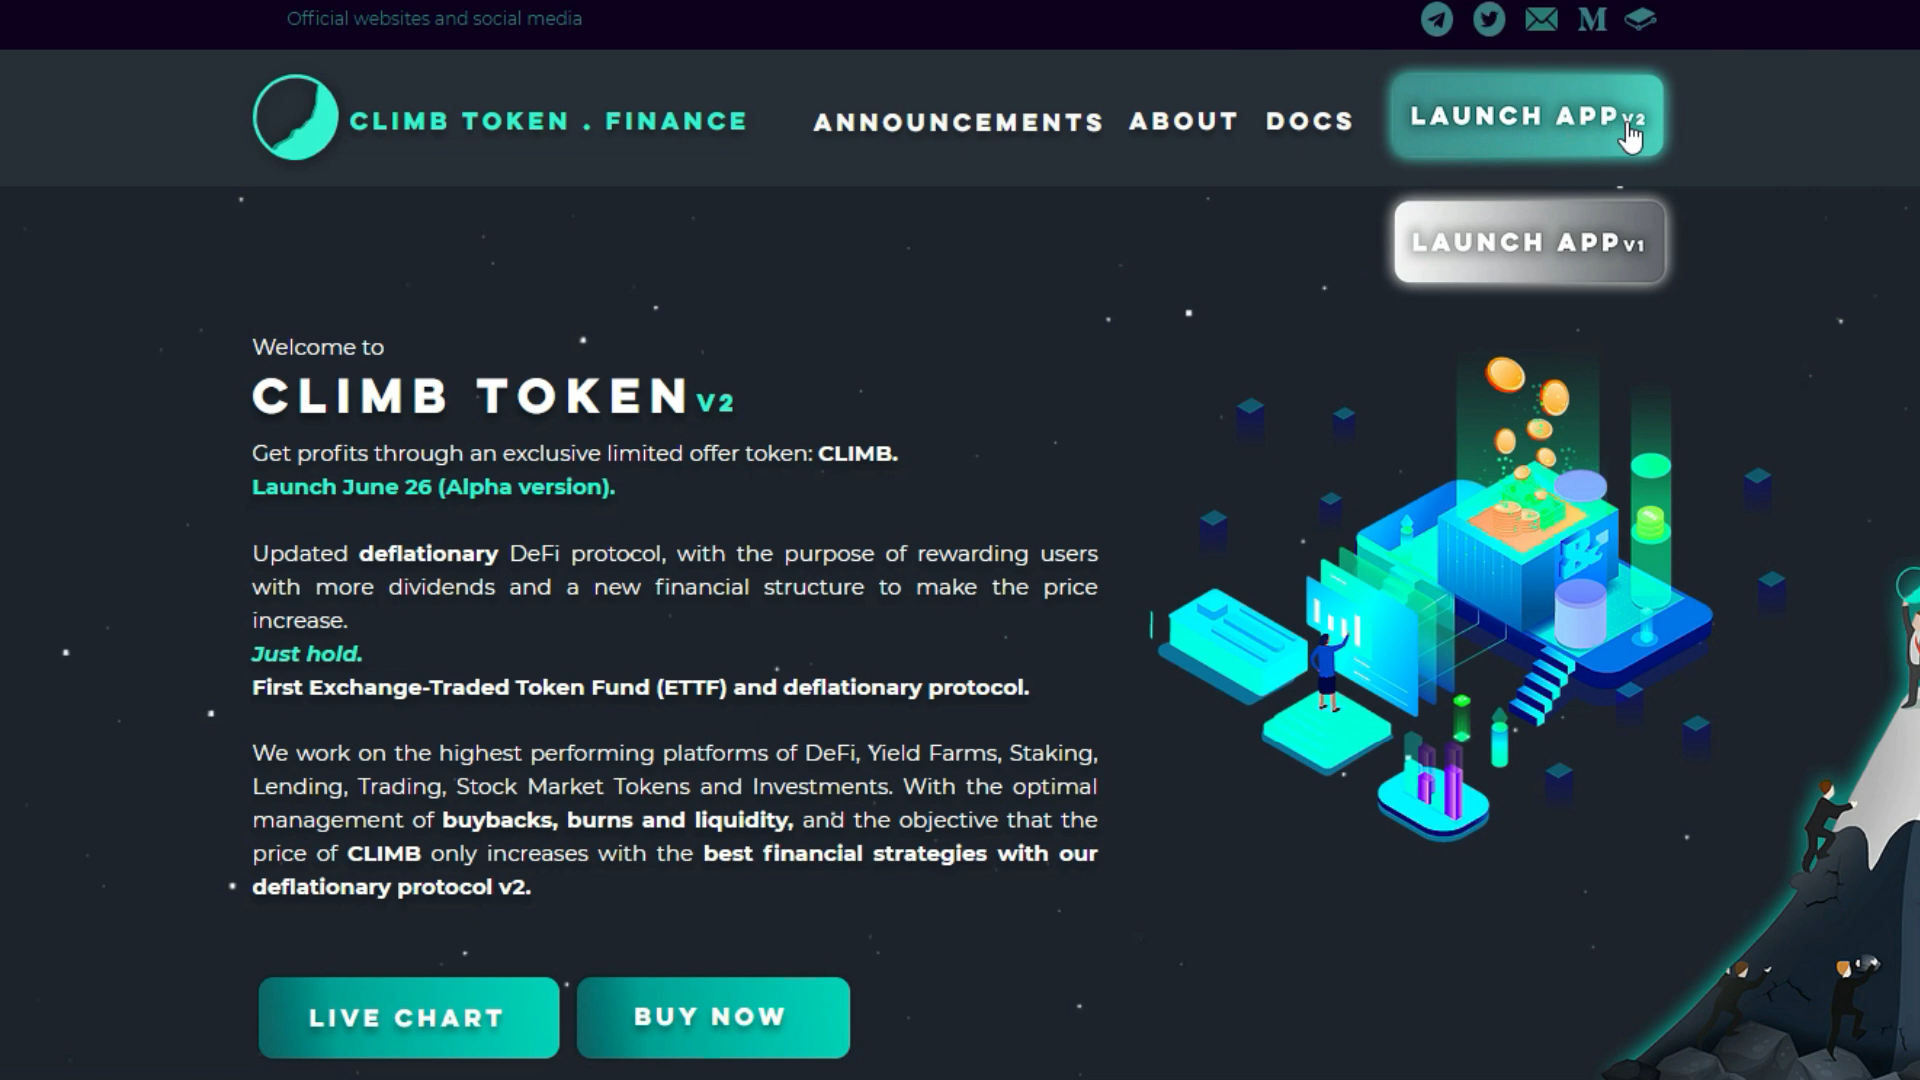 Official websites and social media
CLIMB TOKEN . FINANCE
ANNOUNCEMENTS
ABOUT
DOCS
LAUNCH APP V2
LAUNCH APP V1
Welcome to
CLIMB TOKEN V2
Get profits through an exclusive limited offer token: CLIMB.
Launch June 26 (Alpha version).
Updated deflationary DeFi protocol, with the purpose of rewarding users
with more dividends and a new financial structure to make the price
increase.
Just hold.
First Exchange-Traded Token Fund (ETTF) and deflationary protocol.
We work on the highest performing platforms of DeFi, Yield Farms, Staking,
Lending, Trading, Stock Market Tokens and Investments. With the optimal
management of buybacks, burns and liquidity, and the objective that the
price of CLIMB only increases with the best financial strategies with our
deflationary protocol v2.
LIVE CHART
BUY NOW